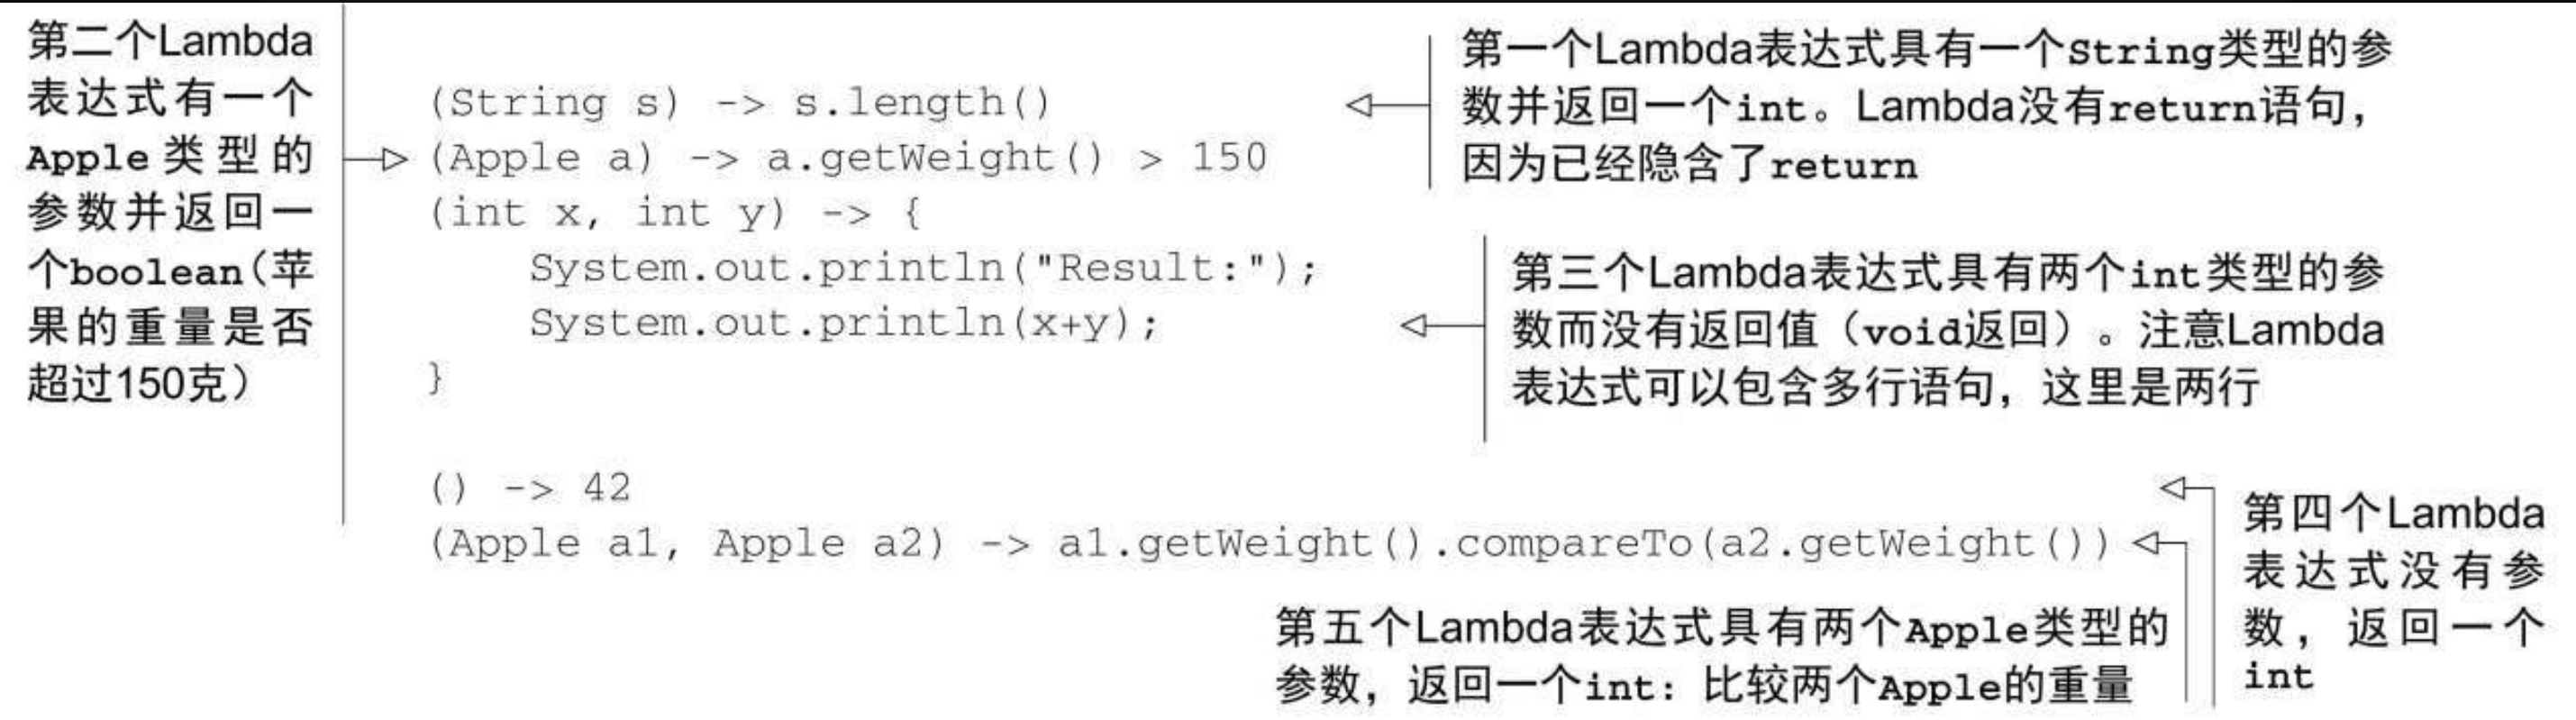 第二个Lambda
表达式有一个
Apple类型的
参数并返回一
个boolean(苹
果的重量是否
超过150克)
(String s) -> s.length()
(Apple a) -> a.getWeight() > 150
(int x, int y) -> {
System.out.println("Result:");
System.out.println(x+y);
}
() -> 42
(Apple a1, Apple a2) -> a1.getWeight().compareTo(a2.getWeight())
第一个Lambda表达式具有一个String类型的参
数并返回一个int。Lambda没有return语句，
因为已经隐含了return
第三个Lambda表达式具有两个int类型的参
数而没有返回值（void返回）。注意Lambda
表达式可以包含多行语句，这里是两行
第四个Lambda
表达式没有参
数，返回一个
int
第五个Lambda表达式具有两个Apple类型的
参数，返回一个int：比较两个Apple的重量